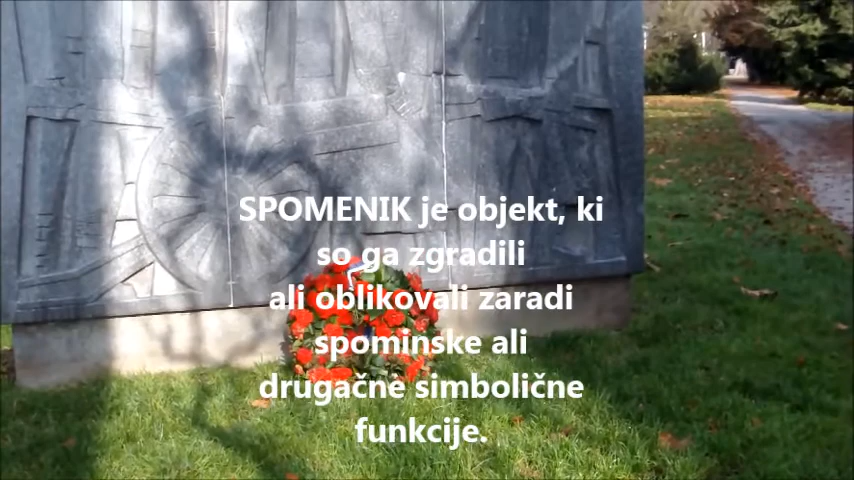 SPOMENIK je objekt, ki
so ga zgradili
ali oblikovali zaradi
spominske ali
drugačne simbolične
funkcije.